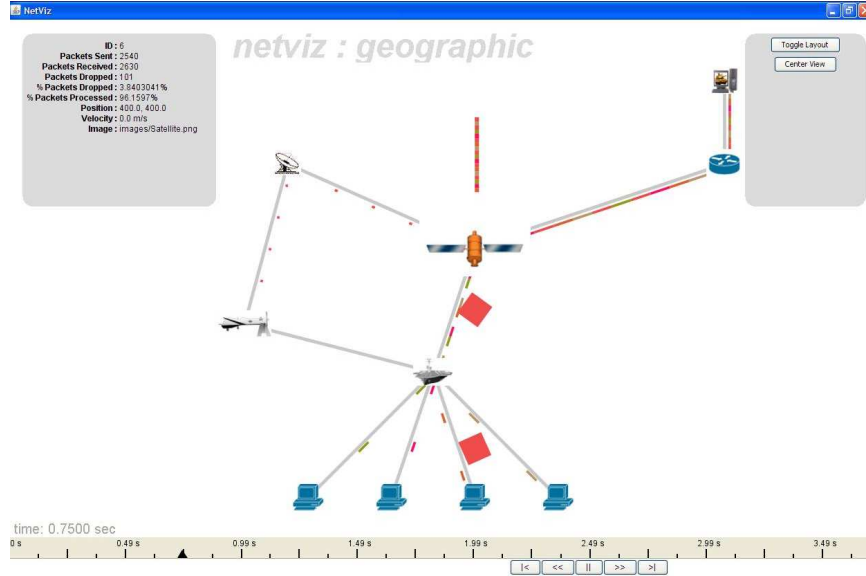 NetViz
netviz : geographic
ID : 6
Packets Sent : 2540
Packets Received : 2630
Packets Dropped : 101
% Packets Dropped : 3.8403041%
% Packets Processed : 96.1597%
Position : 400.0, 400.0
Velocity : 0.0 m/s
Image : images/Satellite.png
Toggle Layout
Center View
time: 0.7500 sec
0 s 0.49 s 0.99 s 1.49 s 1.99 s 2.49 s 2.99 s 3.49 s
|< << || >> >|